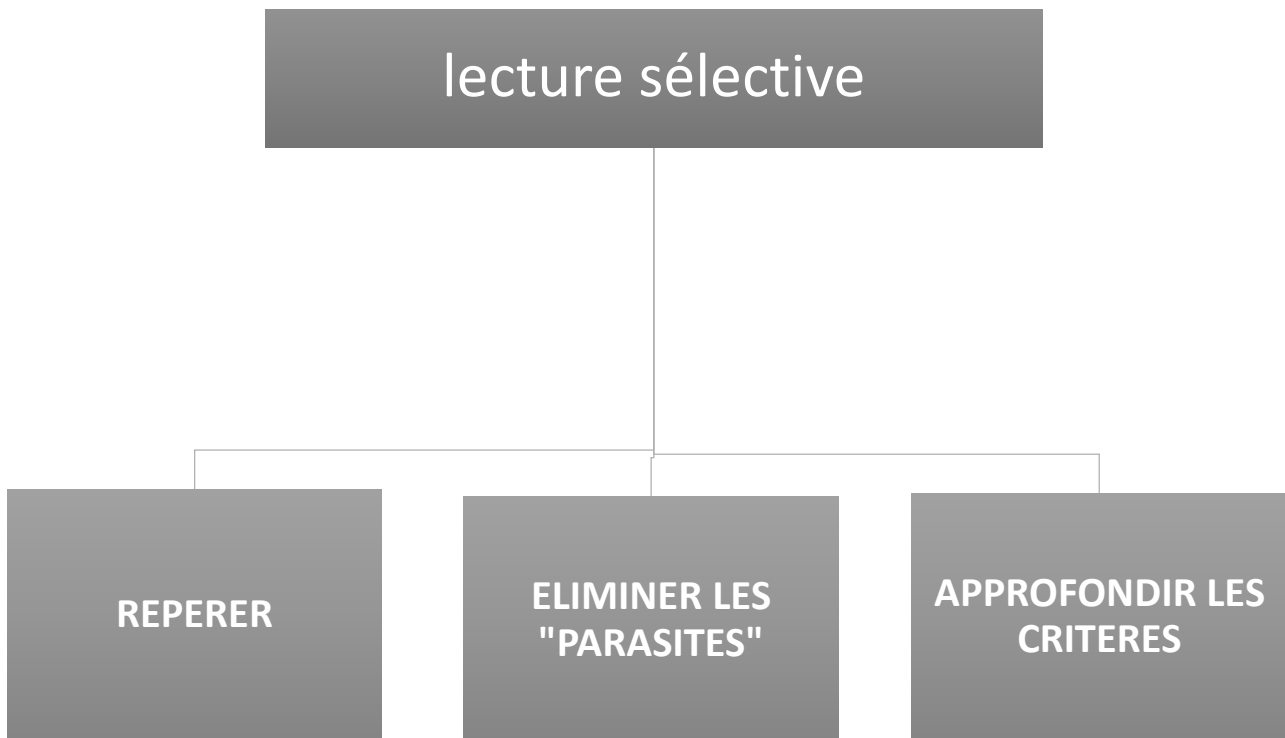 lecture sélective
REPERER
ELIMINER LES
"PARASITES"
APPROFONDIR LES
CRITERES